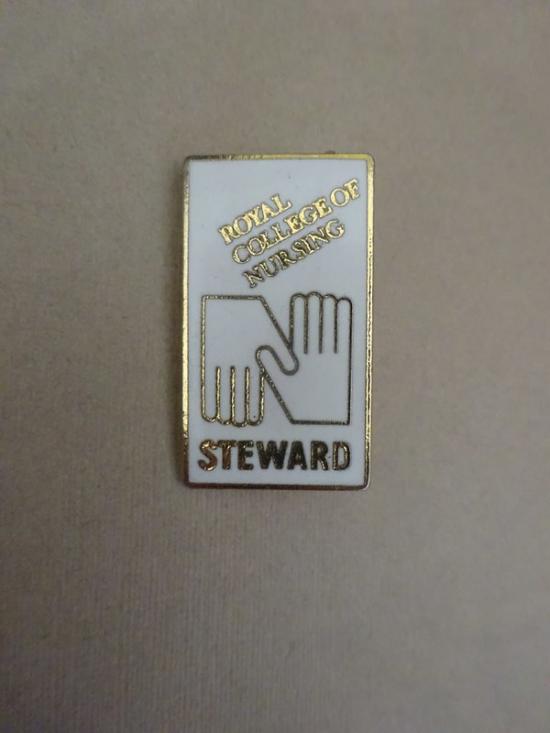 ROYAL
COLLEGE OF
NURSING
STEWARD